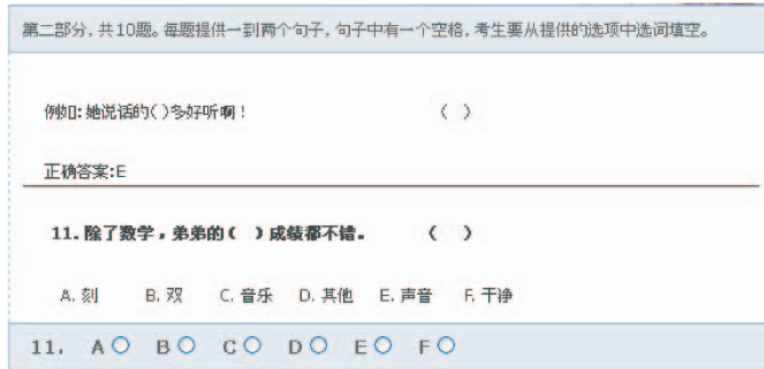 第二部分，共10题。每题提供一到两个句子，句子中有一个空格，考生要从提供的选项中选词填空。
例如：她说话的( )多好听啊！ （ ）
正确答案:E
11. 除了数学，弟弟的（ ）成绩都不错。 （ ）
A. 刻 B. 双 C. 音乐 D. 其他 E. 声音 F. 干净
11. A B C D E F